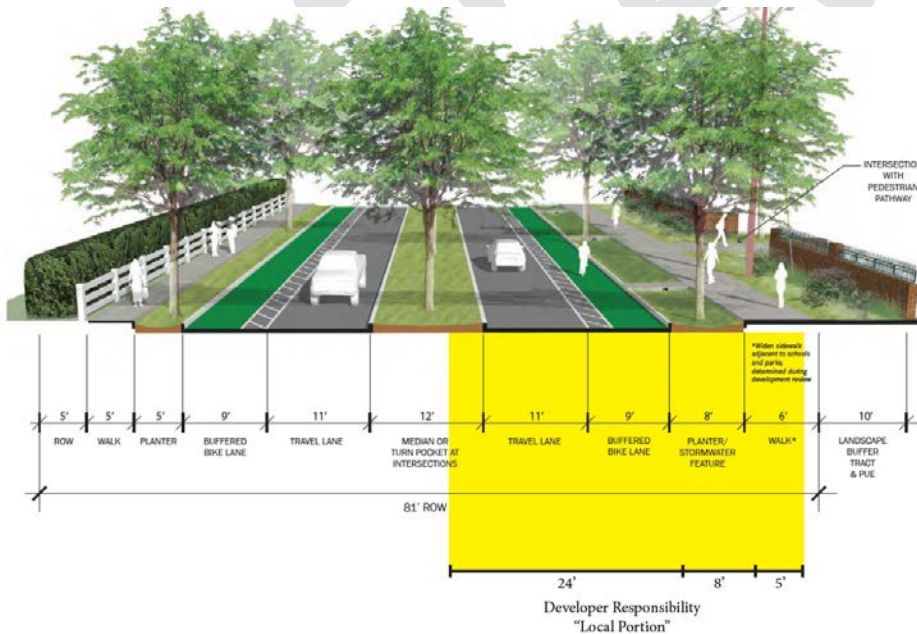 INTERSECTION
WITH
PEDESTRIAN
PATHWAY
*Widen sidewalk
adjacent to schools
and parks;
determined during
development review
5' 5' 5' 9' 11' 12' 11' 9' 8' 6' 10'
ROW
WALK
PLANTER
BUFFERED
BIKE LANE
TRAVEL LANE
MEDIAN OR
TURN POCKET AT
INTERSECTIONS
TRAVEL LANE
BUFFERED
BIKE LANE
PLANTER/
STORMWATER
FEATURE
WALK*
LANDSCAPE
BUFFER
TRACT
& PUE
81' ROW
24' 8' 5'
Developer Responsibility
“Local Portion”